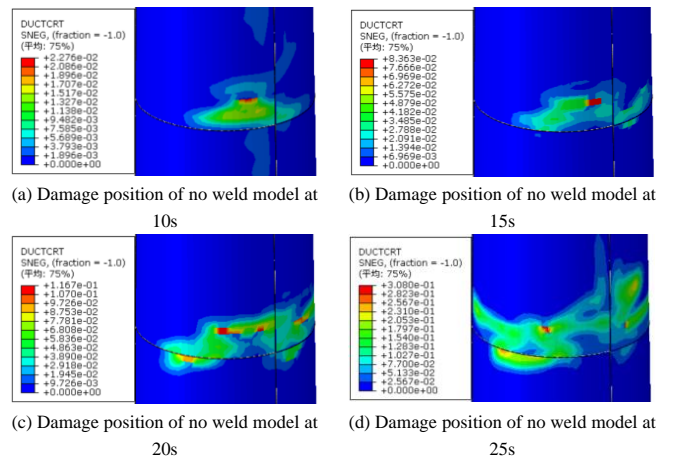 DUCTCRT
SNEG, (fraction = -1.0)
(平均: 75%)
+2.276e-02
+2.086e-02
+1.896e-02
+1.707e-02
+1.517e-02
+1.327e-02
+1.138e-02
+9.482e-03
+7.585e-03
+5.689e-03
+3.793e-03
+1.896e-03
+0.000e+00
DUCTCRT
SNEG, (fraction = -1.0)
(平均: 75%)
+8.363e-02
+7.666e-02
+6.969e-02
+6.272e-02
+5.575e-02
+4.879e-02
+4.182e-02
+3.485e-02
+2.788e-02
+2.091e-02
+1.394e-02
+6.969e-03
+0.000e+00
(a) Damage position of no weld model at
10s
(b) Damage position of no weld model at
15s
DUCTCRT
SNEG, (fraction = -1.0)
(平均: 75%)
+1.167e-01
+1.070e-01
+9.726e-02
+8.753e-02
+7.781e-02
+6.808e-02
+5.836e-02
+4.863e-02
+3.890e-02
+2.918e-02
+1.945e-02
+9.726e-03
+0.000e+00
DUCTCRT
SNEG, (fraction = -1.0)
(平均: 75%)
+3.080e-01
+2.823e-01
+2.567e-01
+2.310e-01
+2.053e-01
+1.797e-01
+1.540e-01
+1.283e-01
+1.027e-01
+7.700e-02
+5.133e-02
+2.567e-02
+0.000e+00
(c) Damage position of no weld model at
20s
(d) Damage position of no weld model at
25s